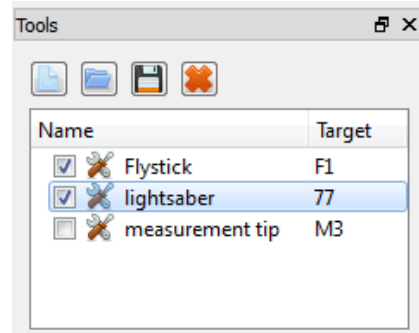 Tools
Name Target
Flystick F1
lightsaber 77
measurement tip M3